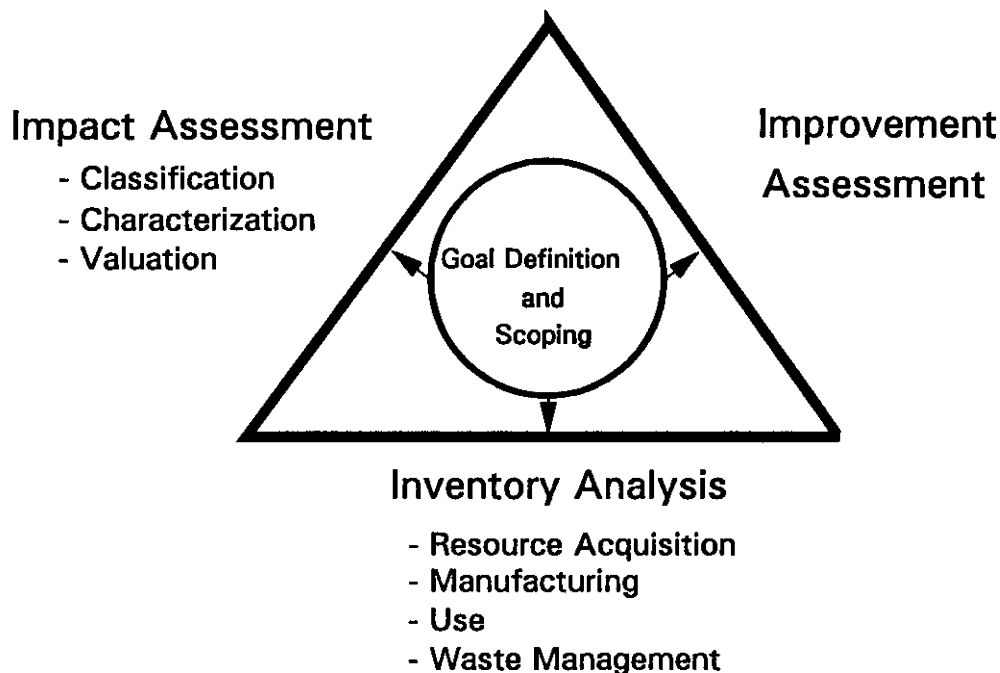 Impact Assessment
- Classification
- Characterization
- Valuation
Improvement
Assessment
Goal Definition
and
Scoping
Inventory Analysis
- Resource Acquisition
- Manufacturing
- Use
- Waste Management